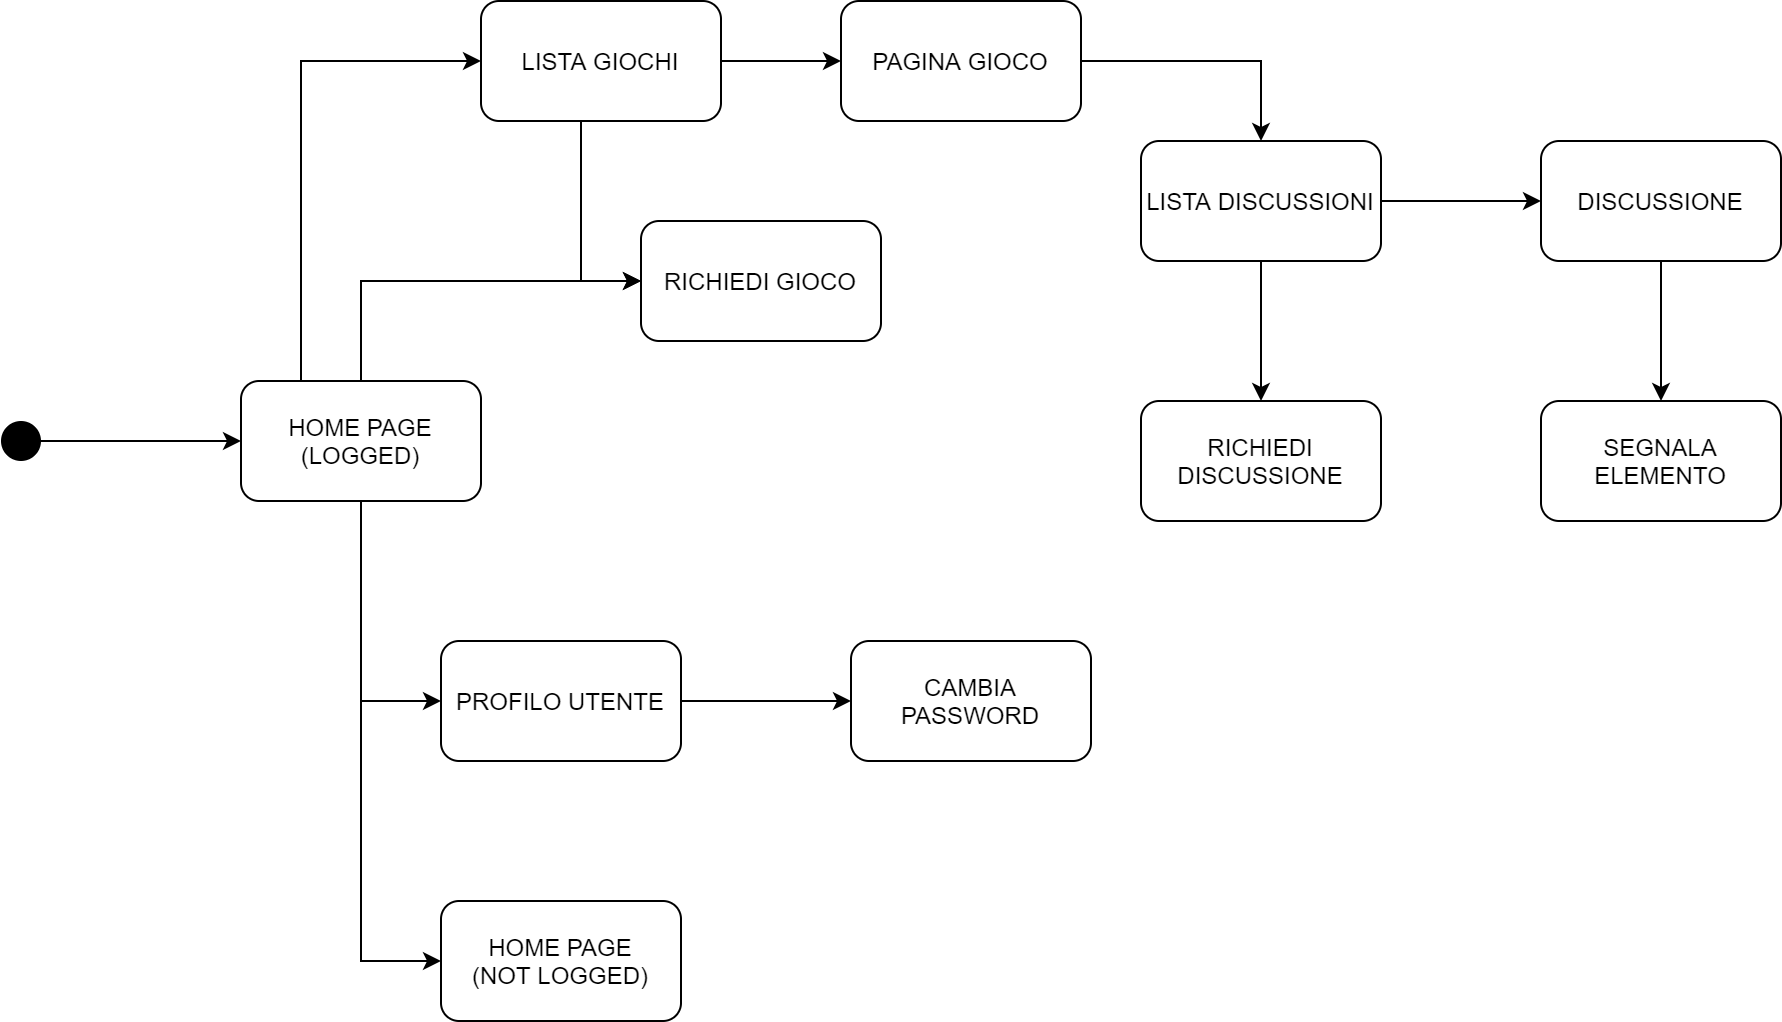 LISTA GIOCHI
PAGINA GIOCO
LISTA DISCUSSIONI
DISCUSSIONE
RICHIEDI GIOCO
HOME PAGE
(LOGGED)
RICHIEDI
DISCUSSIONE
SEGNALA
ELEMENTO
PROFILO UTENTE
CAMBIA
PASSWORD
HOME PAGE
(NOT LOGGED)